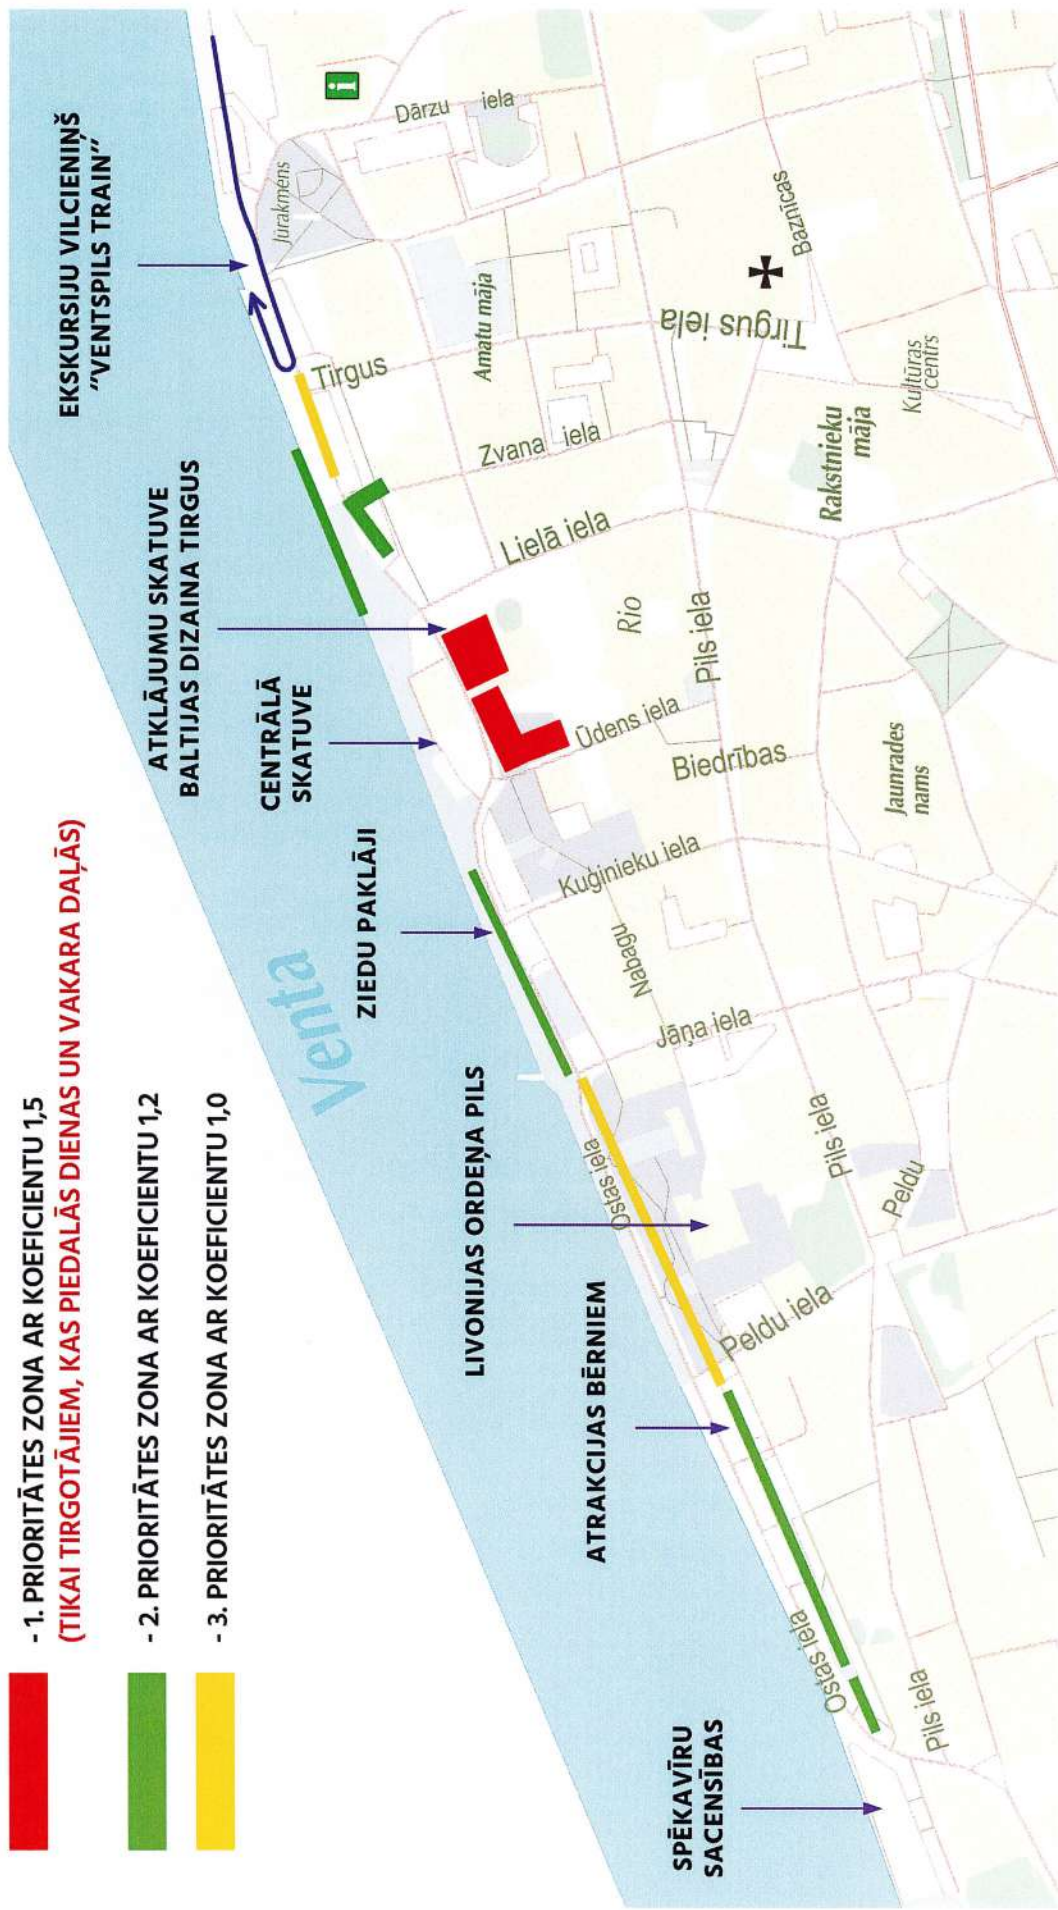 - 1. PRIORITĀTES ZONA AR KOEFICIENTU 1,5
(TIKAI TIRGOTĀJIEM, KAS PIEDALĀS DIENAS UN VAKARA DAĻĀS)
- 2. PRIORITĀTES ZONA AR KOEFICIENTU 1,2
- 3. PRIORITĀTES ZONA AR KOEFICIENTU 1,0
EKSKURSIJU VILCIENIŅŠ
"VENTSPILS TRAIN"
ATKLĀJUMU SKATUVE
BALTIJAS DIZAINA TIRGUS
CENTRĀLĀ
SKATUVE
ZIEDU PAKLĀJI
LIVONIJAS ORDEŅA PILS
ATRAKCIJAS BĒRNIEM
SPĒKAVĪRU
SACENSĪBAS
Venta
i
Jūrakmens
Dārzu iela
Tirgus
Amatu māja
Zvana iela
Lielā iela
Tirgus iela
Baznīcas
Kultūras
centrs
Rakstnieku
māja
Rio
Pils iela
Ūdens iela
Biedrības
Jaunrades
nams
Kuģinieku iela
Nabagu
Jāņa iela
Ostas iela
Pils iela
Peldu
Peldu iela
Ostas iela
Pils iela